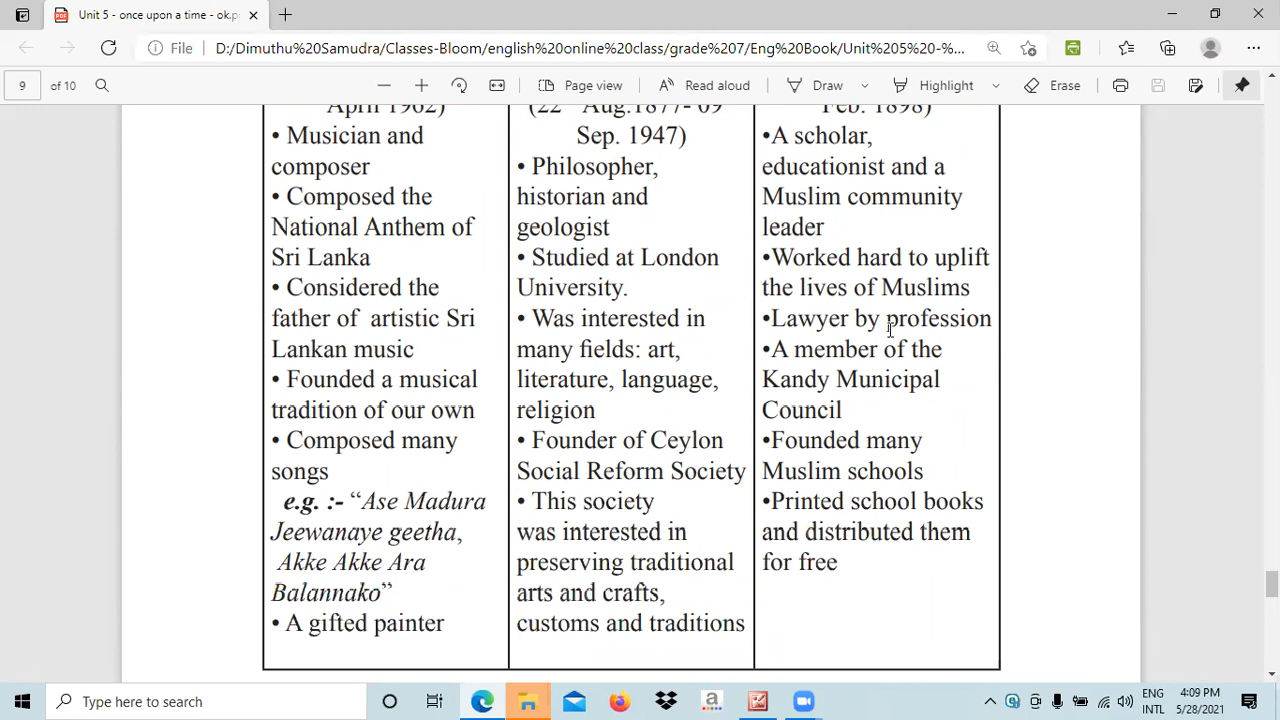 Unit 5 - once upon a time - ok.p
File
D:/Dimuthu%20Samudra/Classes-Bloom/english%20online%20class/grade%207/Eng%20Book/Unit%205%20-%...
9 of 10
Page view
Read aloud
Draw
Highlight
Erase
April 1962)
• Musician and
composer
• Composed the
National Anthem of
Sri Lanka
• Considered the
father of artistic Sri
Lankan music
• Founded a musical
tradition of our own
• Composed many
songs
e.g. :- “Ase Madura
Jeewanaye geetha,
Akke Akke Ara
Balannako”
• A gifted painter
(22 Aug.1877- 09
Sep. 1947)
• Philosopher,
historian and
geologist
• Studied at London
University.
• Was interested in
many fields: art,
literature, language,
religion
• Founder of Ceylon
Social Reform Society
• This society
was interested in
preserving traditional
arts and crafts,
customs and traditions
Feb. 1898)
•A scholar,
educationist and a
Muslim community
leader
•Worked hard to uplift
the lives of Muslims
•Lawyer by profession
•A member of the
Kandy Municipal
Council
•Founded many
Muslim schools
•Printed school books
and distributed them
for free
Type here to search
ENG
INTL
4:09 PM
5/28/2021